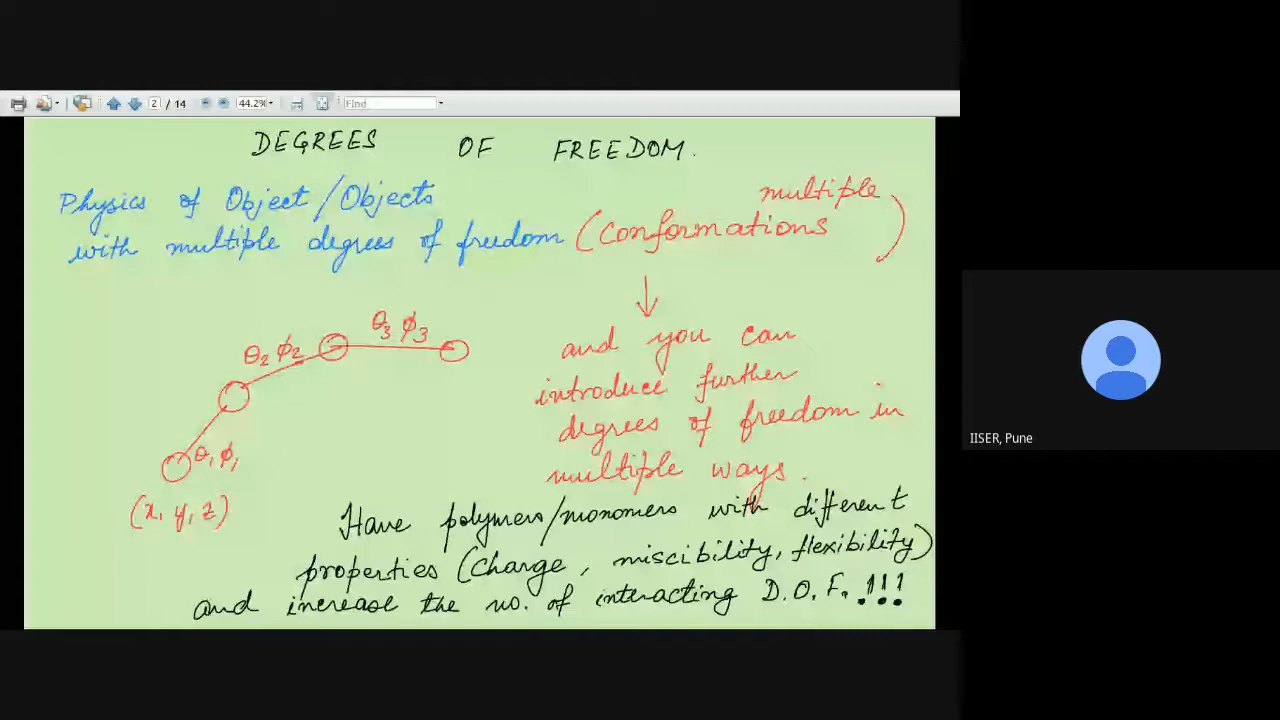 2 / 14
44.2%
Find
DEGREES OF FREEDOM.
Physics of Object/Objects
with multiple degrees of freedom (conformations
multiple )
and you can
introduce further
degrees of freedom in
multiple ways.
θ₃ ϕ₃
θ₂ ϕ₂
θ₁ ϕ₁
(x, y, z)
Have polymers/monomers with different
properties (charge, miscibility, flexibility)
and increase the no. of interacting D.O.F. !!!
IISER, Pune